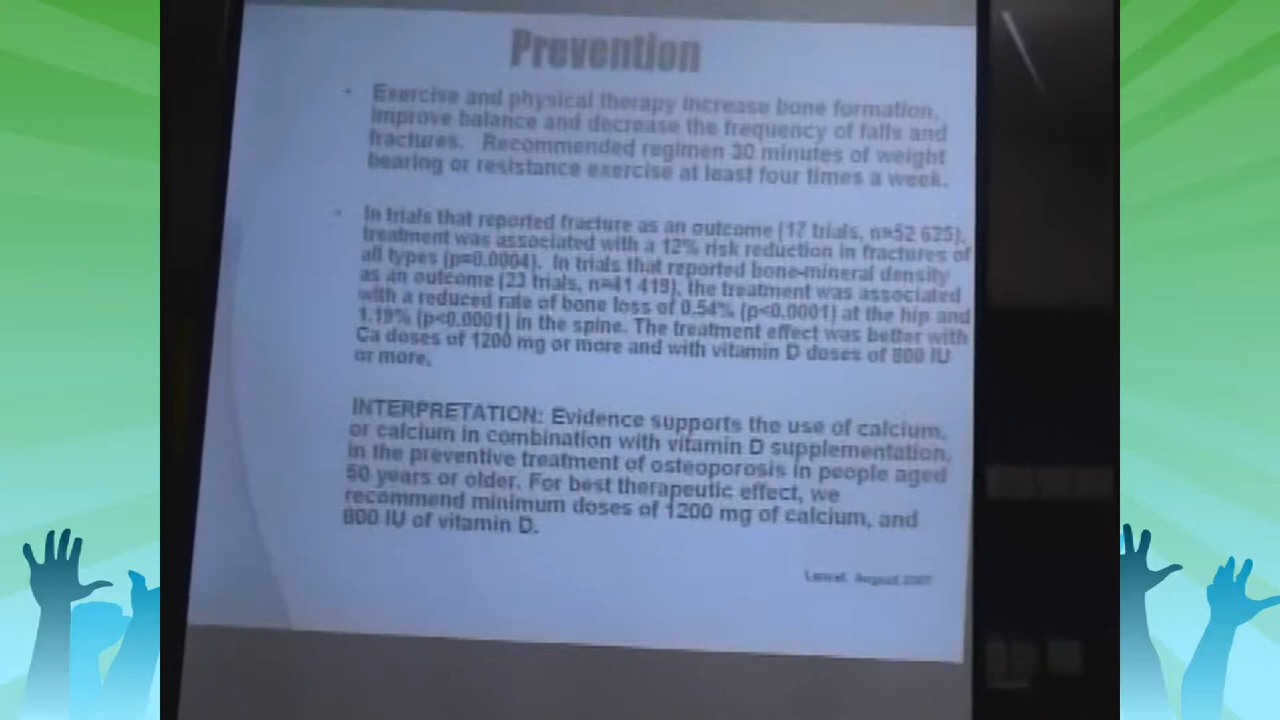 Prevention
• Exercise and physical therapy increase bone formation,
improve balance and decrease the frequency of falls and
fractures. Recommended regimen 30 minutes of weight
bearing or resistance exercise at least four times a week.
• In trials that reported fracture as an outcome (17 trials, n=52 625),
treatment was associated with a 12% risk reduction in fractures of
all types (p=0.0004). In trials that reported bone-mineral density
as an outcome (23 trials, n=41 419), the treatment was associated
with a reduced rate of bone loss of 0.54% (p<0.0001) at the hip and
1.19% (p<0.0001) in the spine. The treatment effect was better with
Ca doses of 1200 mg or more and with vitamin D doses of 800 IU
or more.
INTERPRETATION: Evidence supports the use of calcium,
or calcium in combination with vitamin D supplementation,
in the preventive treatment of osteoporosis in people aged
50 years or older. For best therapeutic effect, we
recommend minimum doses of 1200 mg of calcium, and
800 IU of vitamin D.
Lancet, August 2007